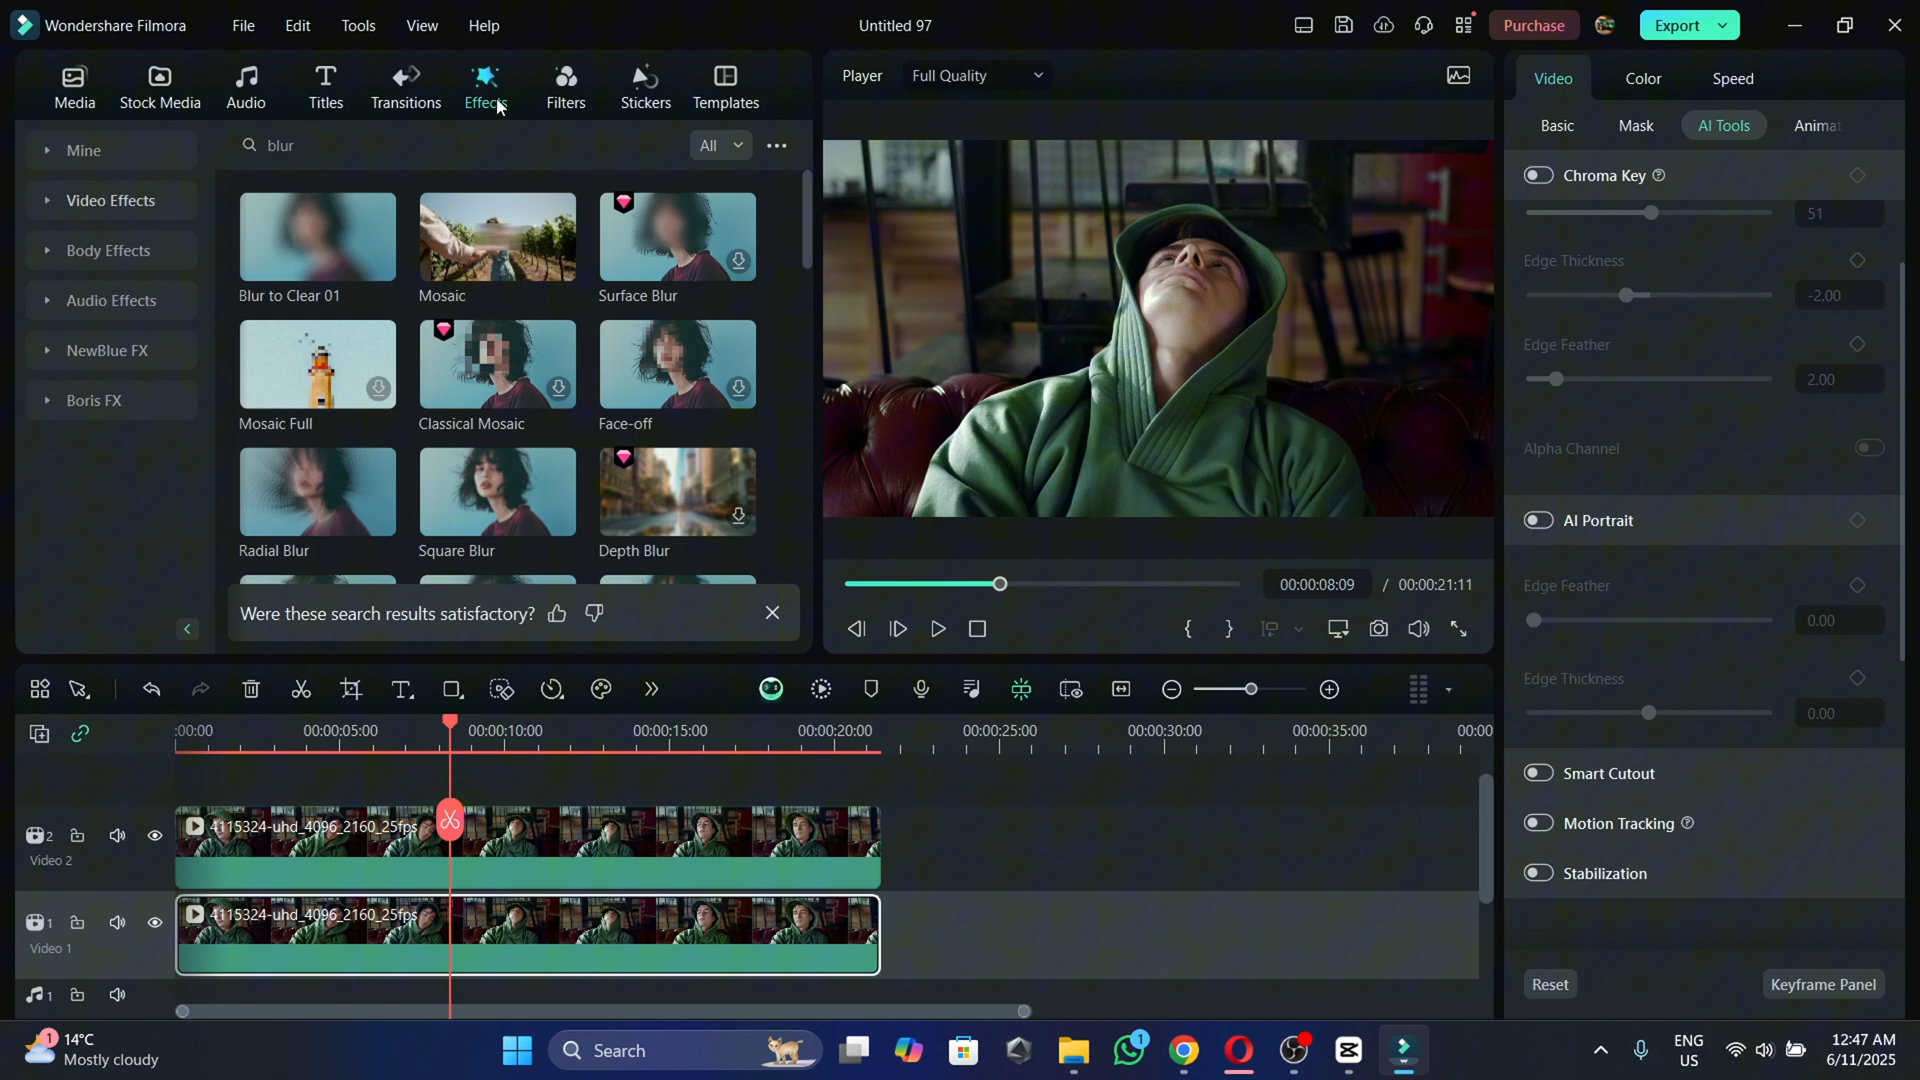 Wondershare Filmora
File
Edit
Tools
View
Help
Untitled 97
Purchase
Export
Media
Stock Media
Audio
Titles
Transitions
Effects
Filters
Stickers
Templates
Mine
Video Effects
Body Effects
Audio Effects
NewBlue FX
Boris FX
blur
All
Blur to Clear 01
Mosaic
Surface Blur
Mosaic Full
Classical Mosaic
Face-off
Radial Blur
Square Blur
Depth Blur
Were these search results satisfactory?
Player
Full Quality
00:00:08:09 / 00:00:21:11
Video
Color
Speed
Basic
Mask
AI Tools
Animat
Chroma Key
51
Edge Thickness
-2.00
Edge Feather
2.00
Alpha Channel
AI Portrait
Edge Feather
0.00
Edge Thickness
0.00
Smart Cutout
Motion Tracking
Stabilization
Reset
Keyframe Panel
:00:00
00:00:05:00
00:00:10:00
00:00:15:00
00:00:20:00
00:00:25:00
00:00:30:00
00:00:35:00
00:00
2
Video 2
4115324-uhd_4096_2160_25fps
1
Video 1
4115324-uhd_4096_2160_25fps
1
1
14°C
Mostly cloudy
Search
1
ENG
US
12:47 AM
6/11/2025